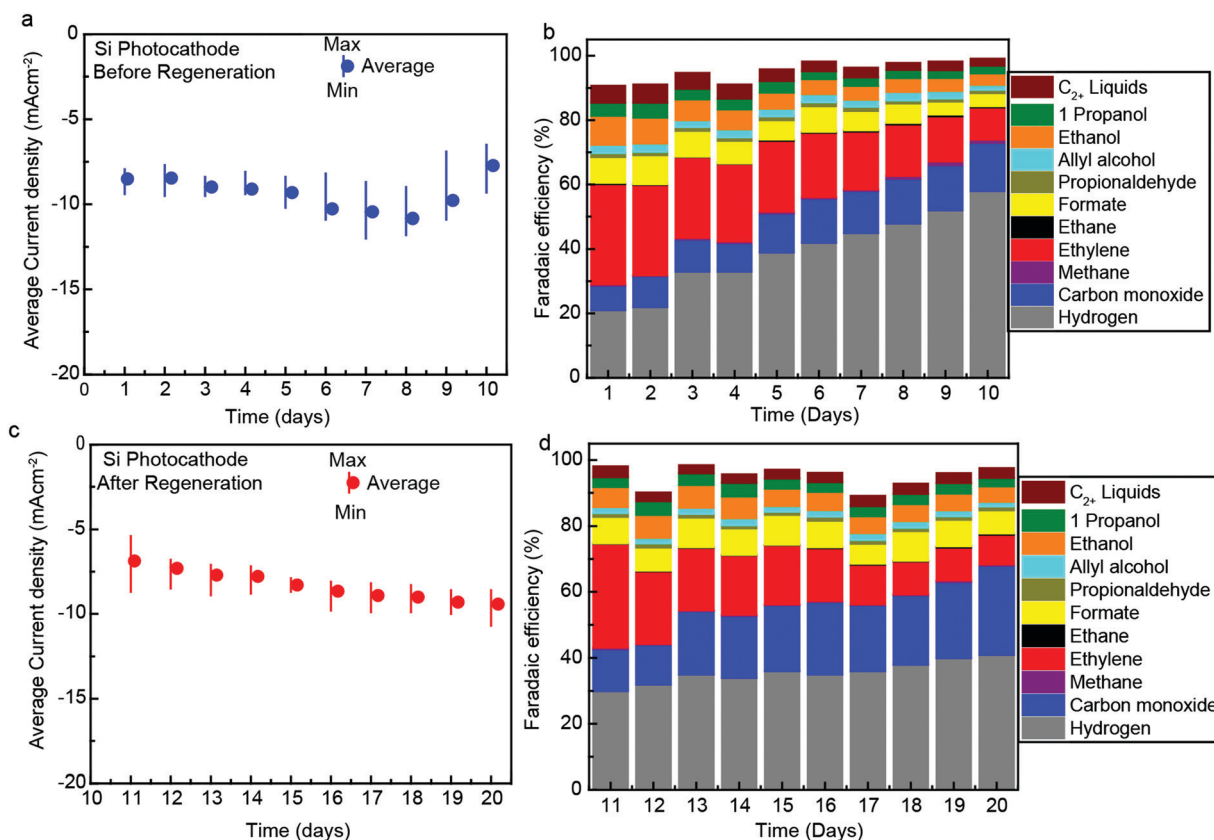 a
Si Photocathode
Before Regeneration
Max
Average
Min
0
-5
-10
-15
-20
Average Current density (mAcm⁻²)
0 1 2 3 4 5 6 7 8 9 10
Time (days)
b
100
80
60
40
20
0
Faradaic efficiency (%)
1 2 3 4 5 6 7 8 9 10
Time (Days)
C₂₊ Liquids
1 Propanol
Ethanol
Allyl alcohol
Propionaldehyde
Formate
Ethane
Ethylene
Methane
Carbon monoxide
Hydrogen
c
Si Photocathode
After Regeneration
Max
Average
Min
0
-5
-10
-15
-20
Average Current density (mAcm⁻²)
10 11 12 13 14 15 16 17 18 19 20
Time (days)
d
100
80
60
40
20
0
Faradaic efficiency (%)
11 12 13 14 15 16 17 18 19 20
Time (Days)
C₂₊ Liquids
1 Propanol
Ethanol
Allyl alcohol
Propionaldehyde
Formate
Ethane
Ethylene
Methane
Carbon monoxide
Hydrogen